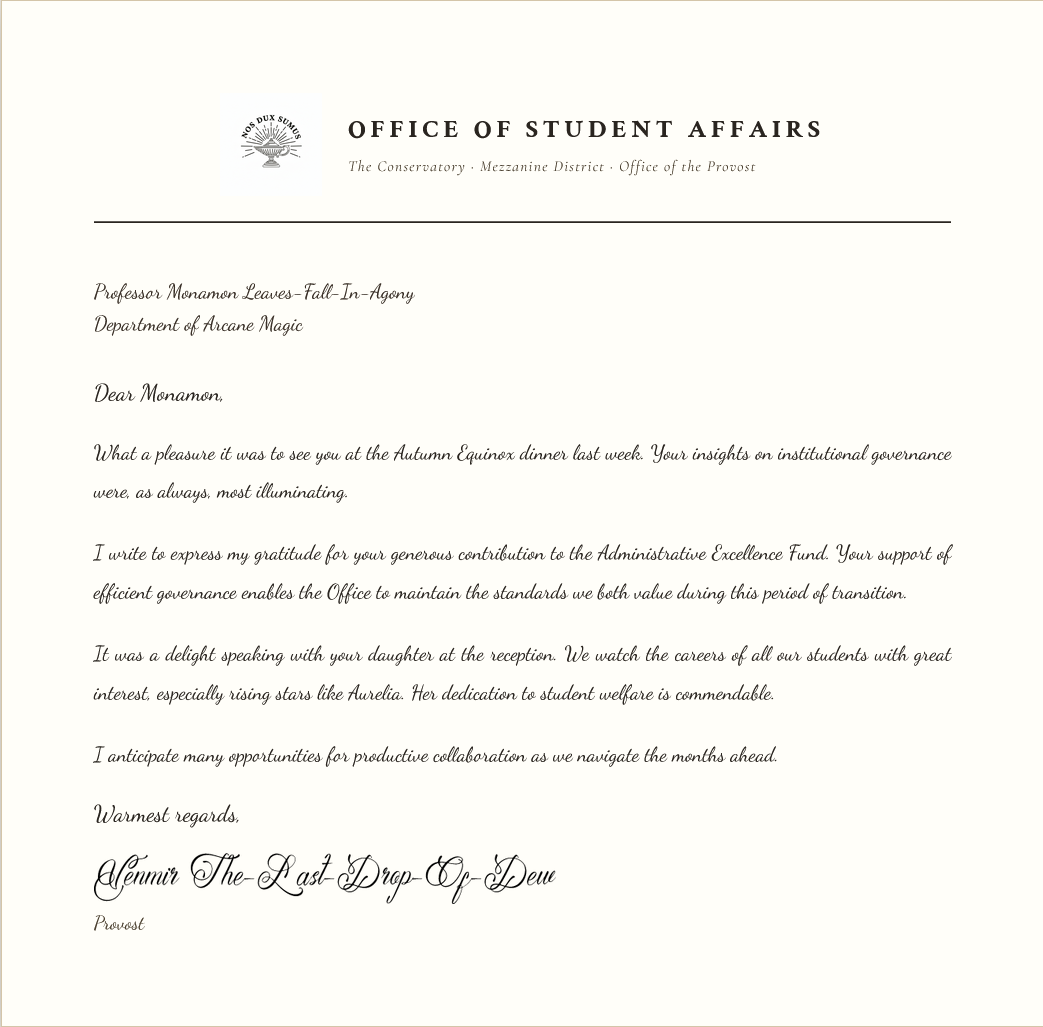 NOS DUX SUMUS
OFFICE OF STUDENT AFFAIRS
The Conservatory · Mezzanine District · Office of the Provost
Professor Monamon Leaves-Fall-In-Agony
Department of Arcane Magic
Dear Monamon,
What a pleasure it was to see you at the Autumn Equinox dinner last week. Your insights on institutional governance
were, as always, most illuminating.
I write to express my gratitude for your generous contribution to the Administrative Excellence Fund. Your support of
efficient governance enables the Office to maintain the standards we both value during this period of transition.
It was a delight speaking with your daughter at the reception. We watch the careers of all our students with great
interest, especially rising stars like Aurelia. Her dedication to student welfare is commendable.
I anticipate many opportunities for productive collaboration as we navigate the months ahead.
Warmest regards,
Venmir The-Last-Drop-Of-Dew
Provost